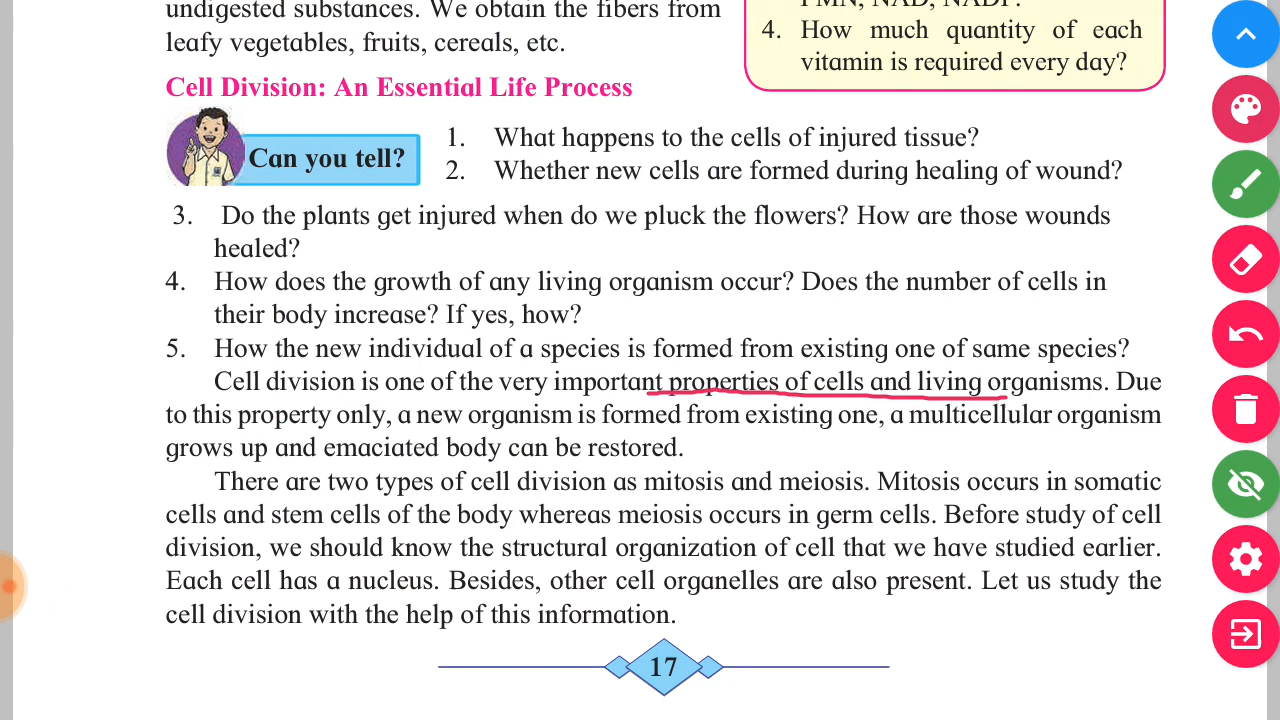 undigested substances. We obtain the fibers from
leafy vegetables, fruits, cereals, etc.
FMN, NAD, NADP?
4. How much quantity of each
vitamin is required every day?
Cell Division: An Essential Life Process
Can you tell?
1. What happens to the cells of injured tissue?
2. Whether new cells are formed during healing of wound?
3. Do the plants get injured when do we pluck the flowers? How are those wounds
healed?
4. How does the growth of any living organism occur? Does the number of cells in
their body increase? If yes, how?
5. How the new individual of a species is formed from existing one of same species?
Cell division is one of the very important properties of cells and living organisms. Due
to this property only, a new organism is formed from existing one, a multicellular organism
grows up and emaciated body can be restored.
There are two types of cell division as mitosis and meiosis. Mitosis occurs in somatic
cells and stem cells of the body whereas meiosis occurs in germ cells. Before study of cell
division, we should know the structural organization of cell that we have studied earlier.
Each cell has a nucleus. Besides, other cell organelles are also present. Let us study the
cell division with the help of this information.
17